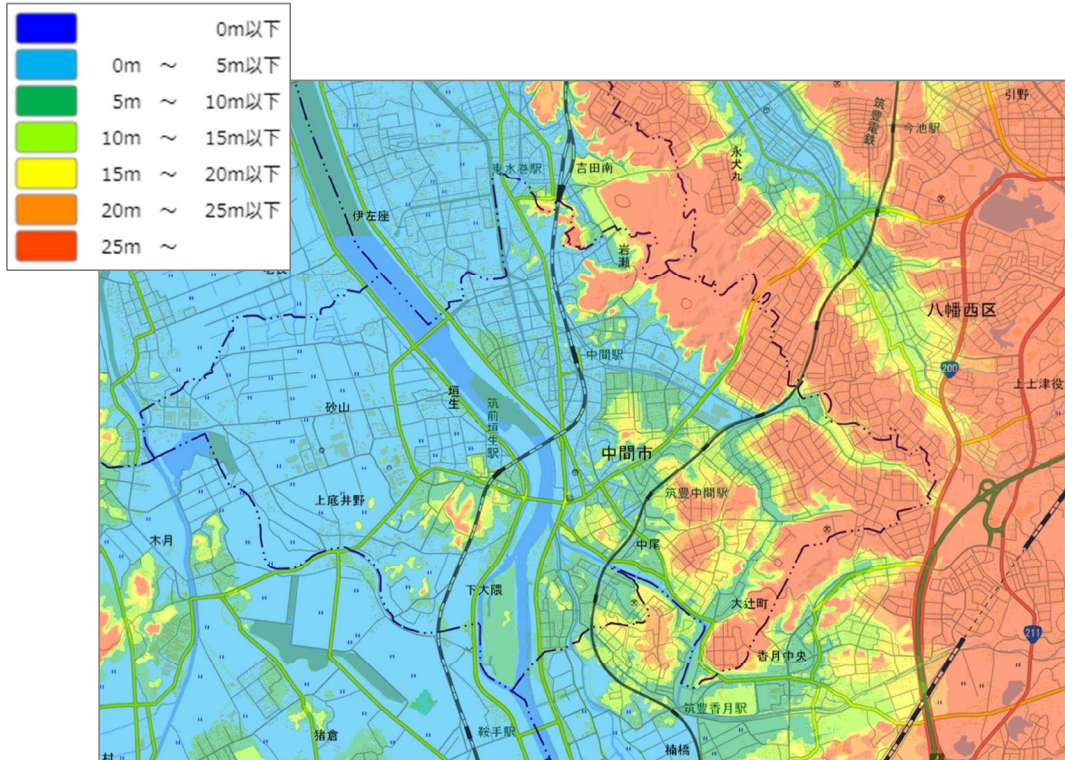 0m以下
0m ～ 5m以下
5m ～ 10m以下
10m ～ 15m以下
15m ～ 20m以下
20m ～ 25m以下
25m ～
引野
筑豊電鉄
今池駅
永犬丸
東水巻駅
吉田南
伊左座
岩瀬
八幡西区
中間駅
200
上上津役
垣生
砂山
筑前垣生駅
中間市
筑豊中間駅
上底井野
木月
中尾
下大隈
大辻町
211
香月中央
筑豊香月駅
鞍手駅
猪倉
楠橋
村